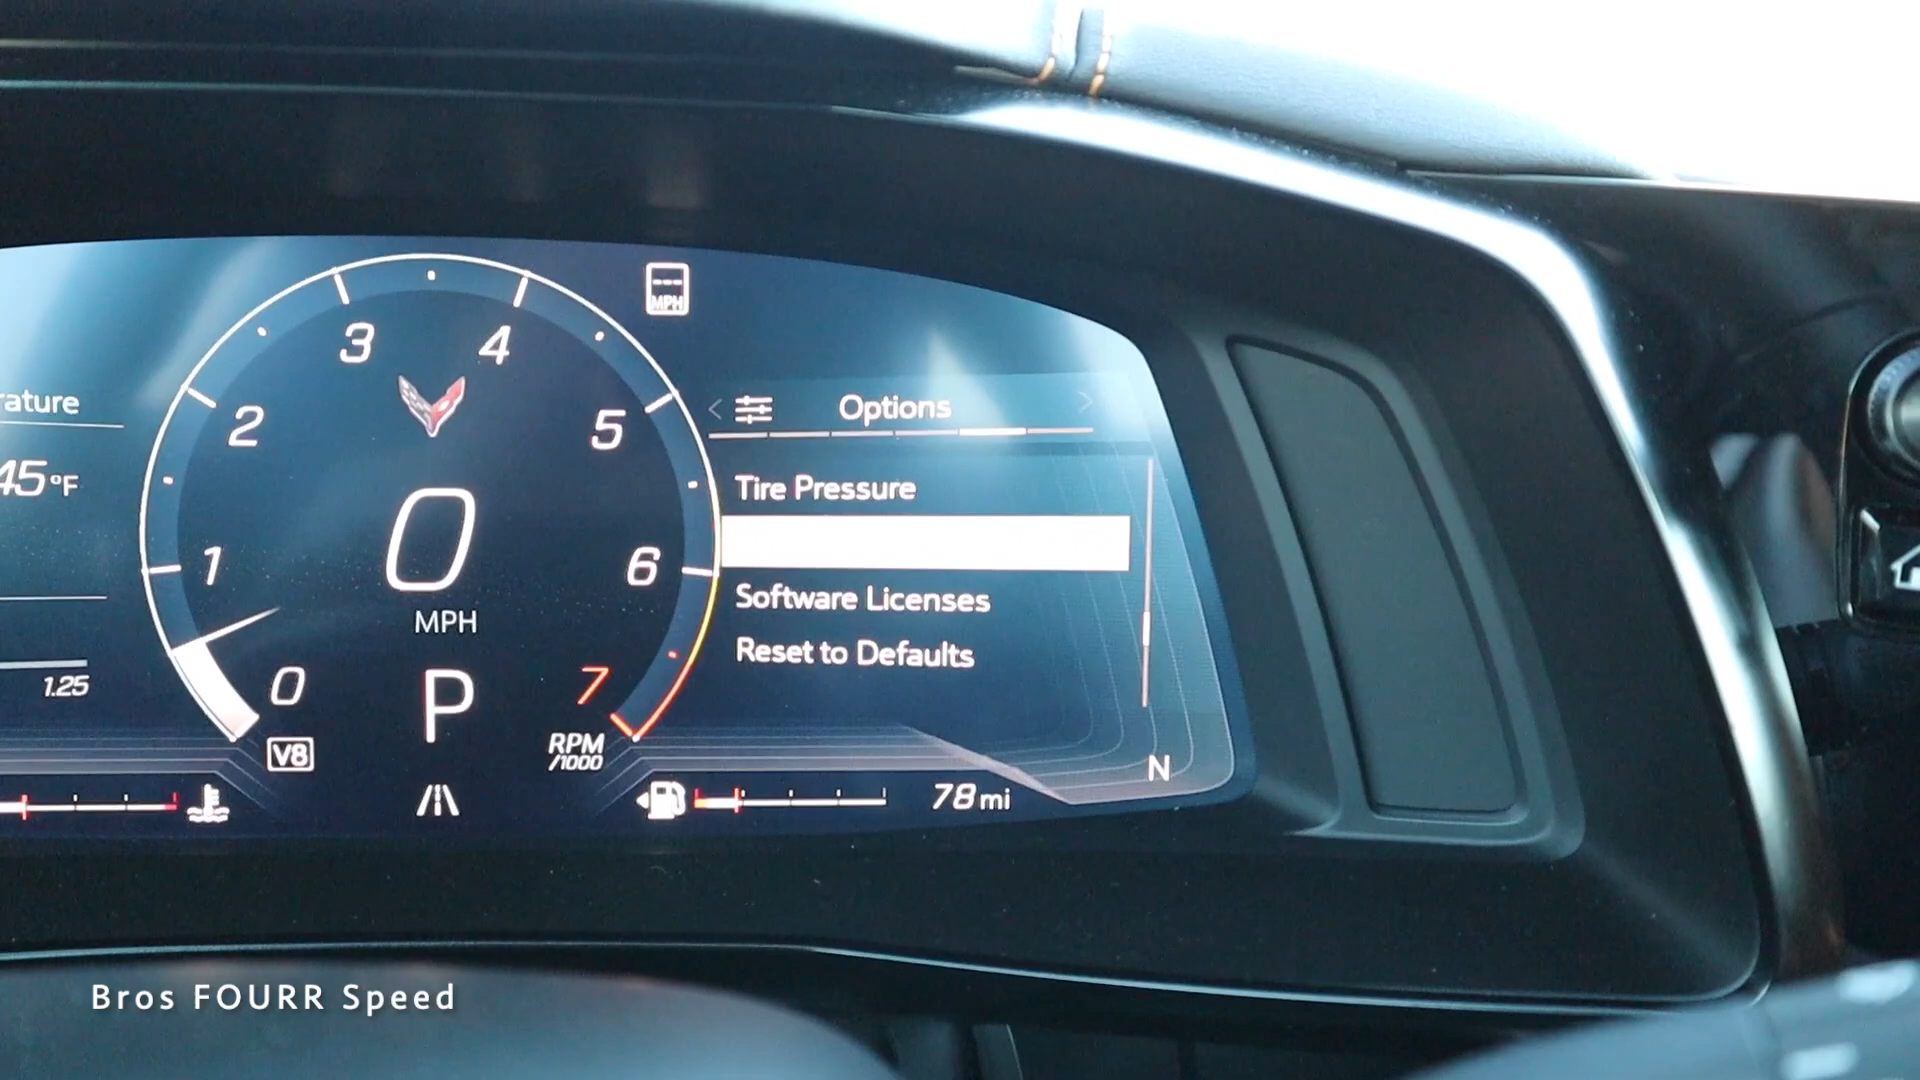 rature
45°F
1.25
0
1
2
3
4
5
6
7
0
MPH
P
V8
RPM
/1000
MPH
Options
Tire Pressure
Software Licenses
Reset to Defaults
N
78 mi
Bros FOURR Speed